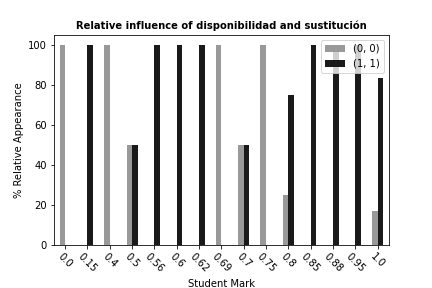 Relative influence of disponibilidad and sustitución
(0, 0)
(1, 1)
% Relative Appearance
100
80
60
40
20
0
0.0 0.15 0.4 0.5 0.56 0.6 0.62 0.69 0.7 0.75 0.8 0.85 0.88 0.95 1.0
Student Mark